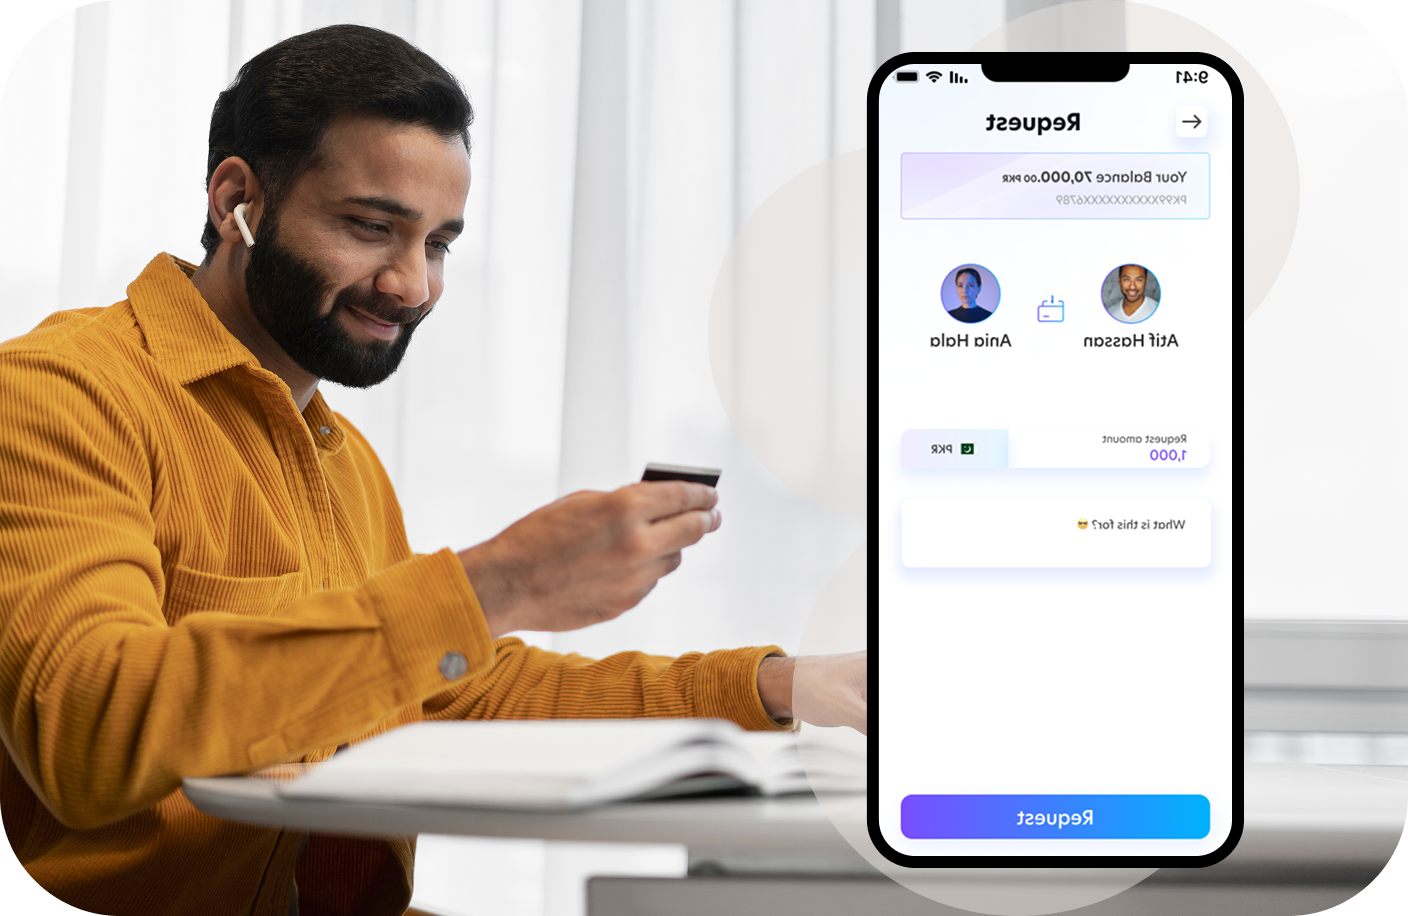 9:41
Request
Your Balance 70,000.00 PKR
PK99XXXXXXXXXXXX6789
Atif Hassan
Ania Hala
Request amount
1,000
PKR
What is this for? 😎
Request